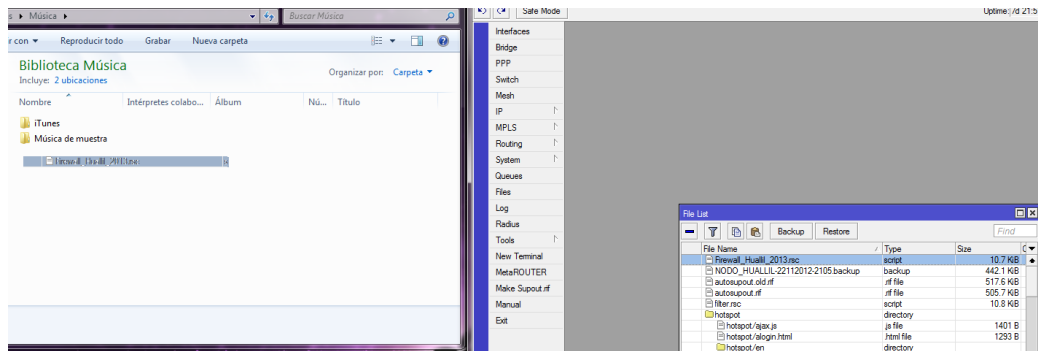 s ▸ Música ▸
Buscar Música
r con
Reproducir todo
Grabar
Nueva carpeta
Biblioteca Música
Incluye: 2 ubicaciones
Organizar por: Carpeta
Nombre Intérpretes colabo... Álbum Nú... Título
iTunes
Música de muestra
Safe Mode
Uptime: 7d 21:5
Interfaces
Bridge
PPP
Switch
Mesh
IP
MPLS
Routing
System
Queues
Files
Log
Radius
Tools
New Terminal
MetaROUTER
Make Supout.rif
Manual
Exit
File List
Backup Restore Find
File Name Type Size
Firewall_Huallil_2013.rsc script 10.7 KiB
NODO_HUALLIL-22112012-2105.backup backup 442.1 KiB
autosupout.old.rif .rif file 517.6 KiB
autosupout.rif .rif file 505.7 KiB
filter.rsc script 10.8 KiB
hotspot directory
hotspot/ajax.js .js file 1401 B
hotspot/alogin.html .html file 1293 B
hotspot/en directory